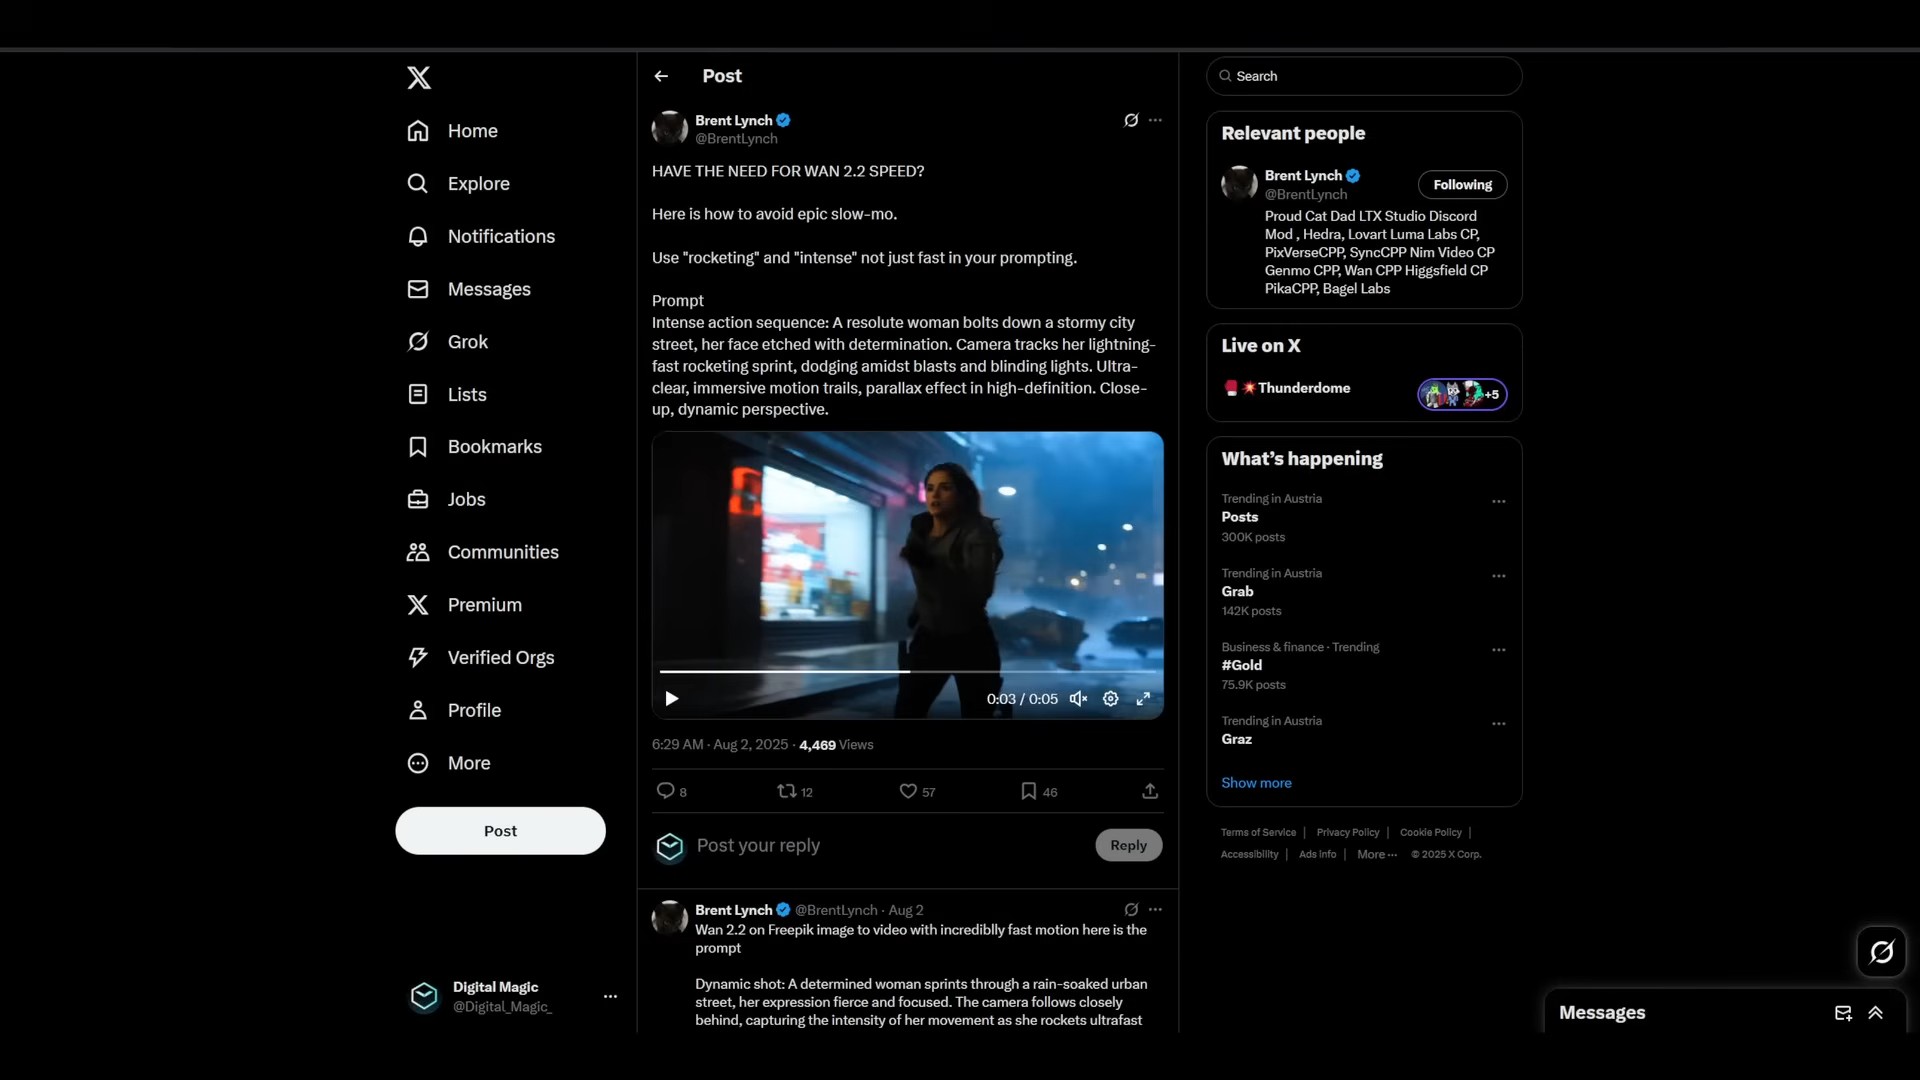 Home
Explore
Notifications
Messages
Grok
Lists
Bookmarks
Jobs
Communities
Premium
Verified Orgs
Profile
More
Post
Digital Magic
@Digital_Magic_
Post
Brent Lynch
@BrentLynch
HAVE THE NEED FOR WAN 2.2 SPEED?
Here is how to avoid epic slow-mo.
Use "rocketing" and "intense" not just fast in your prompting.
Prompt
Intense action sequence: A resolute woman bolts down a stormy city
street, her face etched with determination. Camera tracks her lightning-
fast rocketing sprint, dodging amidst blasts and blinding lights. Ultra-
clear, immersive motion trails, parallax effect in high-definition. Close-
up, dynamic perspective.
0:03 / 0:05
6:29 AM · Aug 2, 2025 · 4,469 Views
8 12 57 46
Post your reply
Reply
Brent Lynch @BrentLynch · Aug 2
Wan 2.2 on Freepik image to video with incrediblly fast motion here is the
prompt
Dynamic shot: A determined woman sprints through a rain-soaked urban
street, her expression fierce and focused. The camera follows closely
behind, capturing the intensity of her movement as she rockets ultrafast
Search
Relevant people
Brent Lynch
@BrentLynch
Following
Proud Cat Dad LTX Studio Discord
Mod , Hedra, Lovart Luma Labs CP,
PixVerseCPP, SyncCPP Nim Video CP
Genmo CPP, Wan CPP Higgsfield CP
PikaCPP, Bagel Labs
Live on X
Thunderdome
+5
What's happening
Trending in Austria
Posts
300K posts
Trending in Austria
Grab
142K posts
Business & finance · Trending
#Gold
75.9K posts
Trending in Austria
Graz
Show more
Terms of Service | Privacy Policy | Cookie Policy |
Accessibility | Ads info | More ··· © 2025 X Corp.
Messages